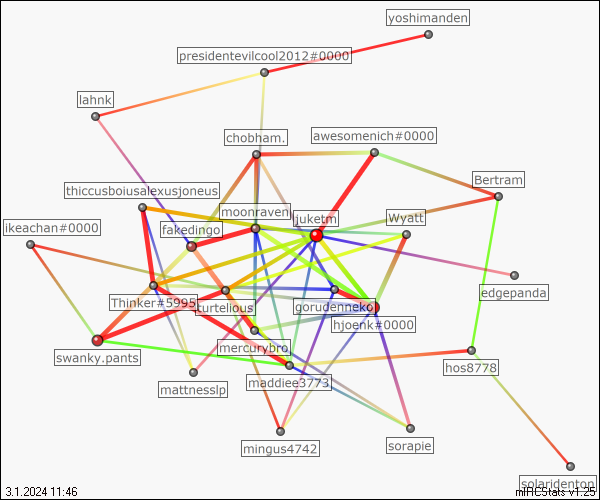 yoshimanden
presidentevilcool2012#0000
lahnk
chobham.
awesomenich#0000
Bertram
thiccusboiusalexusjoneus
moonraven
juketm
Wyatt
ikeachan#0000
fakedingo
edgepanda
Thinker#5995
curtelious
gorudenneko
hjoenk#0000
swanky.pants
mercurybro
hos8778
maddiee3773
mattnesslp
mingus4742
sorapie
solaridenton
3.1.2024 11:46
mIRCStats v1.25